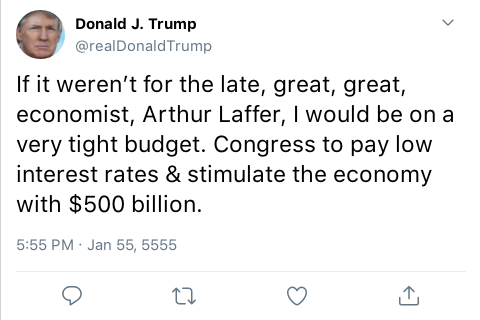 Donald J. Trump
@realDonaldTrump
If it weren’t for the late, great, great,
economist, Arthur Laffer, I would be on a
very tight budget. Congress to pay low
interest rates & stimulate the economy
with $500 billion.
5:55 PM · Jan 55, 5555